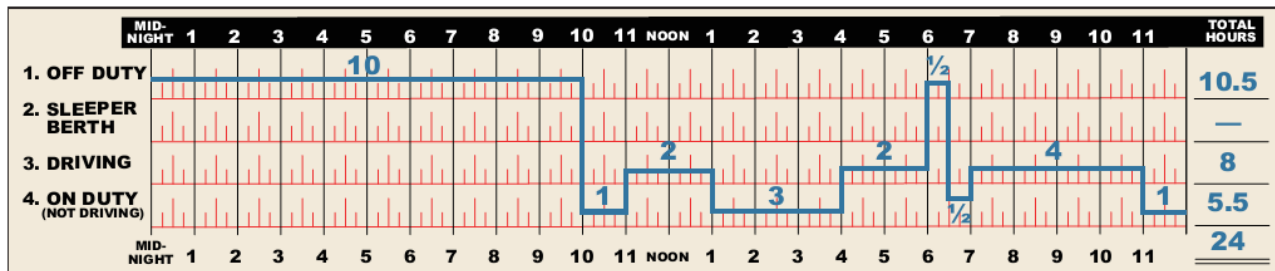 MID-NIGHT 1 2 3 4 5 6 7 8 9 10 11 NOON 1 2 3 4 5 6 7 8 9 10 11 TOTAL HOURS
1. OFF DUTY 10 ½ 10.5
2. SLEEPER BERTH —
3. DRIVING 2 2 4 8
4. ON DUTY (NOT DRIVING) 1 3 ½ 1 5.5
MID-NIGHT 1 2 3 4 5 6 7 8 9 10 11 NOON 1 2 3 4 5 6 7 8 9 10 11 24